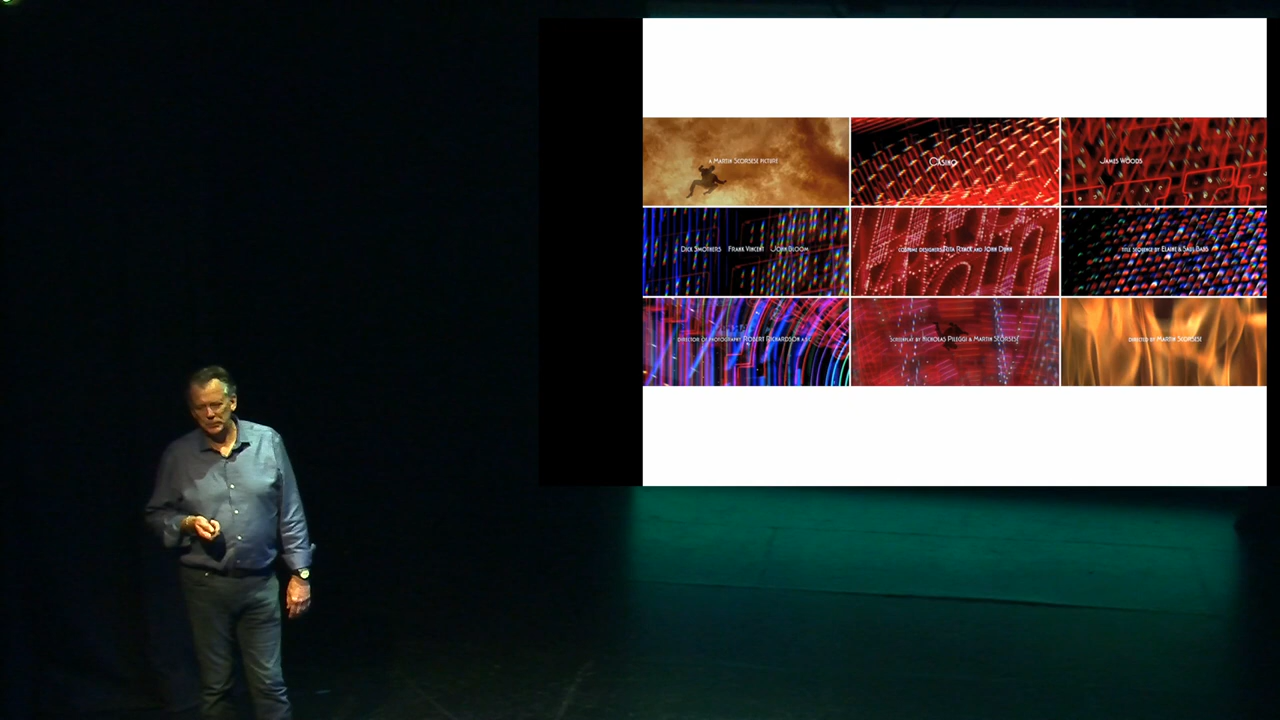 A MARTIN SCORSESE PICTURE
CASINO
JAMES WOODS
DICK SMOTHERS FRANK VINCENT JOHN BLOOM
COSTUME DESIGNERS RITA RYACK AND JOHN DUNN
TITLE SEQUENCE BY ELAINE & SAUL BASS
DIRECTOR OF PHOTOGRAPHY ROBERT RICHARDSON A.S.C.
SCREENPLAY BY NICHOLAS PILEGGI & MARTIN SCORSESE
DIRECTED BY MARTIN SCORSESE